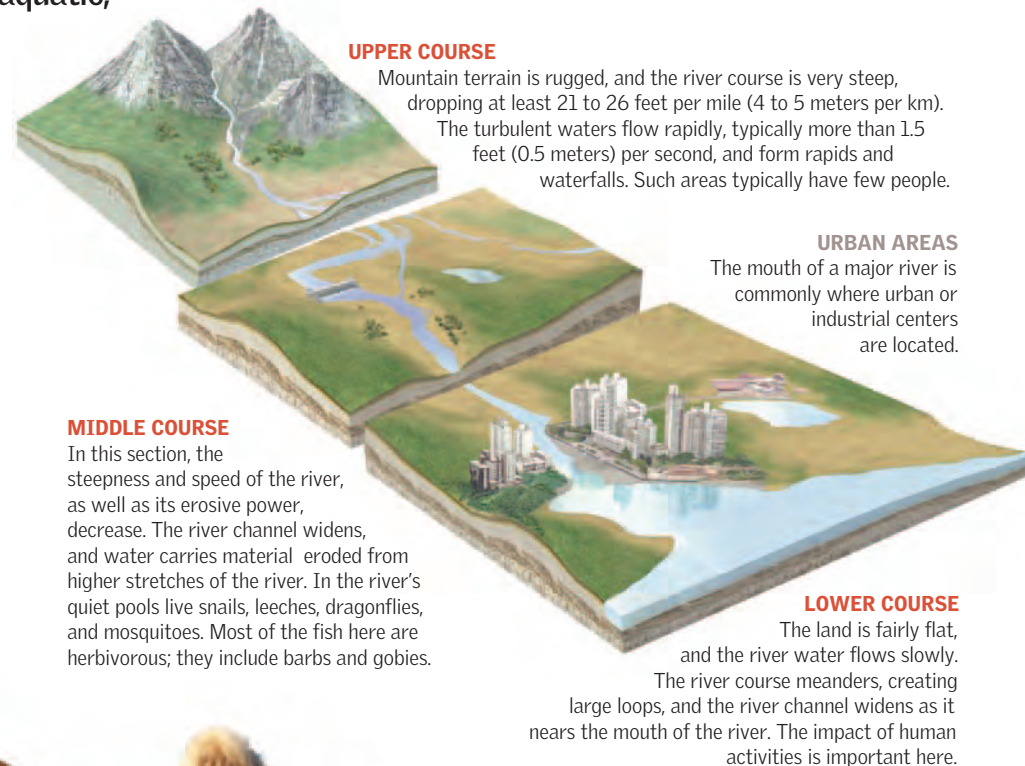 aquatic,
UPPER COURSE
Mountain terrain is rugged, and the river course is very steep,
dropping at least 21 to 26 feet per mile (4 to 5 meters per km).
The turbulent waters flow rapidly, typically more than 1.5
feet (0.5 meters) per second, and form rapids and
waterfalls. Such areas typically have few people.
URBAN AREAS
The mouth of a major river is
commonly where urban or
industrial centers
are located.
MIDDLE COURSE
In this section, the
steepness and speed of the river,
as well as its erosive power,
decrease. The river channel widens,
and water carries material eroded from
higher stretches of the river. In the river's
quiet pools live snails, leeches, dragonflies,
and mosquitoes. Most of the fish here are
herbivorous; they include barbs and gobies.
LOWER COURSE
The land is fairly flat,
and the river water flows slowly.
The river course meanders, creating
large loops, and the river channel widens as it
nears the mouth of the river. The impact of human
activities is important here.